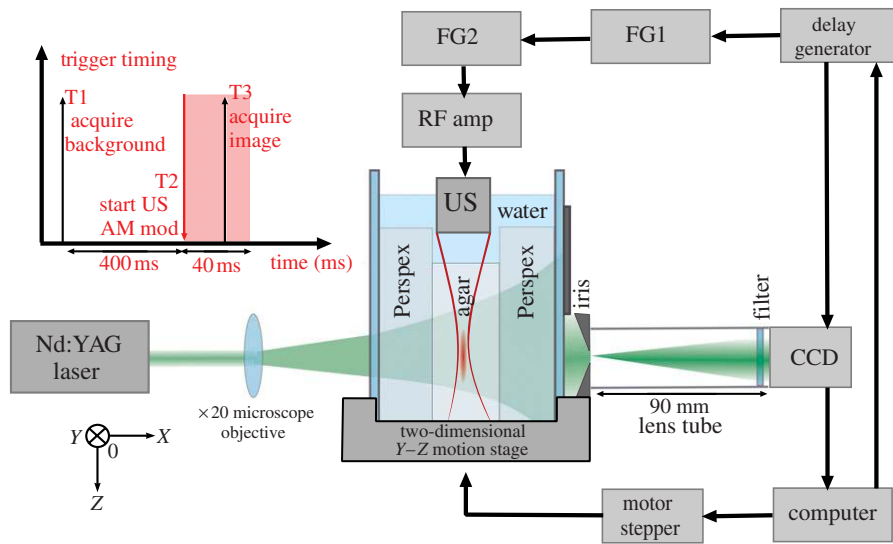 trigger timing
T1
acquire
background
T2
start US
AM mod
T3
acquire
image
400 ms
40 ms
time (ms)
FG2
FG1
delay
generator
RF amp
US
water
Perspex
agar
Perspex
iris
filter
Nd:YAG
laser
×20 microscope
objective
CCD
90 mm
lens tube
two-dimensional
Y–Z motion stage
Y
0
X
Z
motor
stepper
computer